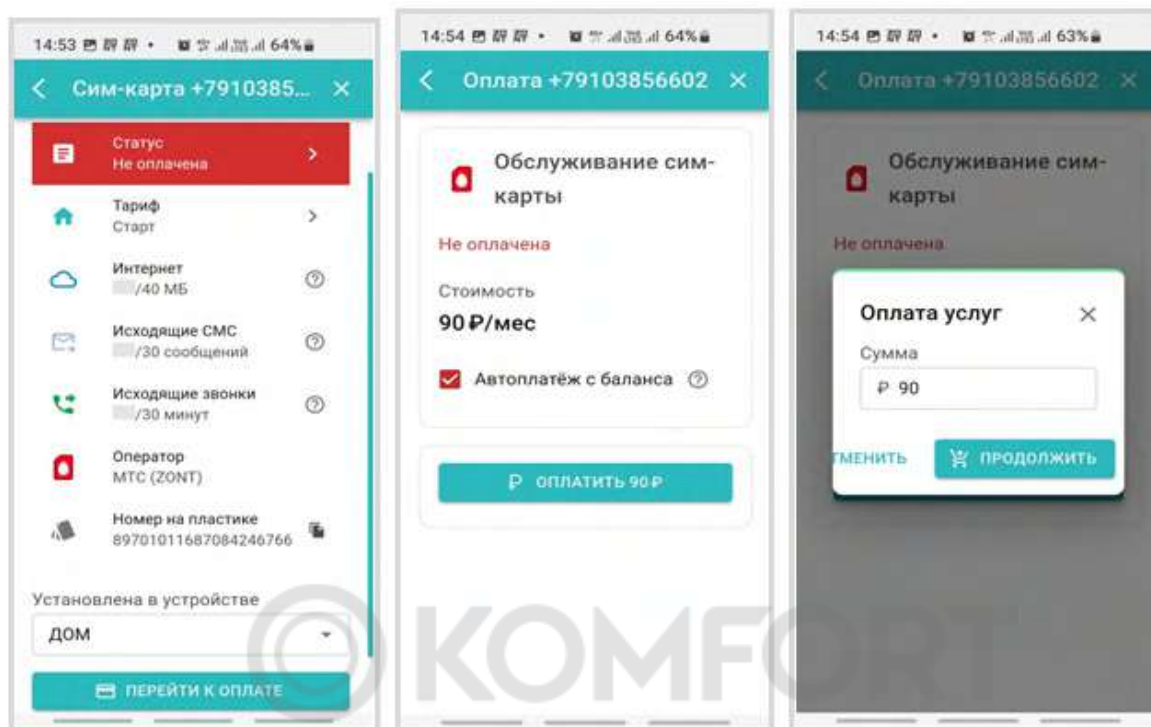 14:53 64%
Сим-карта +7910385...
Статус
Не оплачена
Тариф
Старт
Интернет
/40 МБ
Исходящие СМС
/30 сообщений
Исходящие звонки
/30 минут
Оператор
МТС (ZONT)
Номер на пластике
89701011687084246766
Установлена в устройстве
ДОМ
ПЕРЕЙТИ К ОПЛАТЕ
14:54 64%
Оплата +79103856602
Обслуживание сим-
карты
Не оплачена
Стоимость
90 ₽/мес
Автоплатёж с баланса
₽ ОПЛАТИТЬ 90 ₽
14:54 63%
Оплата +79103856602
Обслуживание сим-
карты
Не оплачена
Оплата услуг
Сумма
₽ 90
ТМЕНИТЬ
ПРОДОЛЖИТЬ
KOMFORT